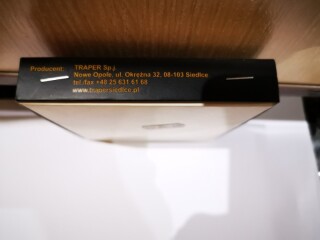 Producent: TRAPER Sp.j.
Nowe Opole, ul. Okrężna 32, 08-103 Siedlce
tel./fax +48 25 631 61 68
www.trapersiedlce.pl